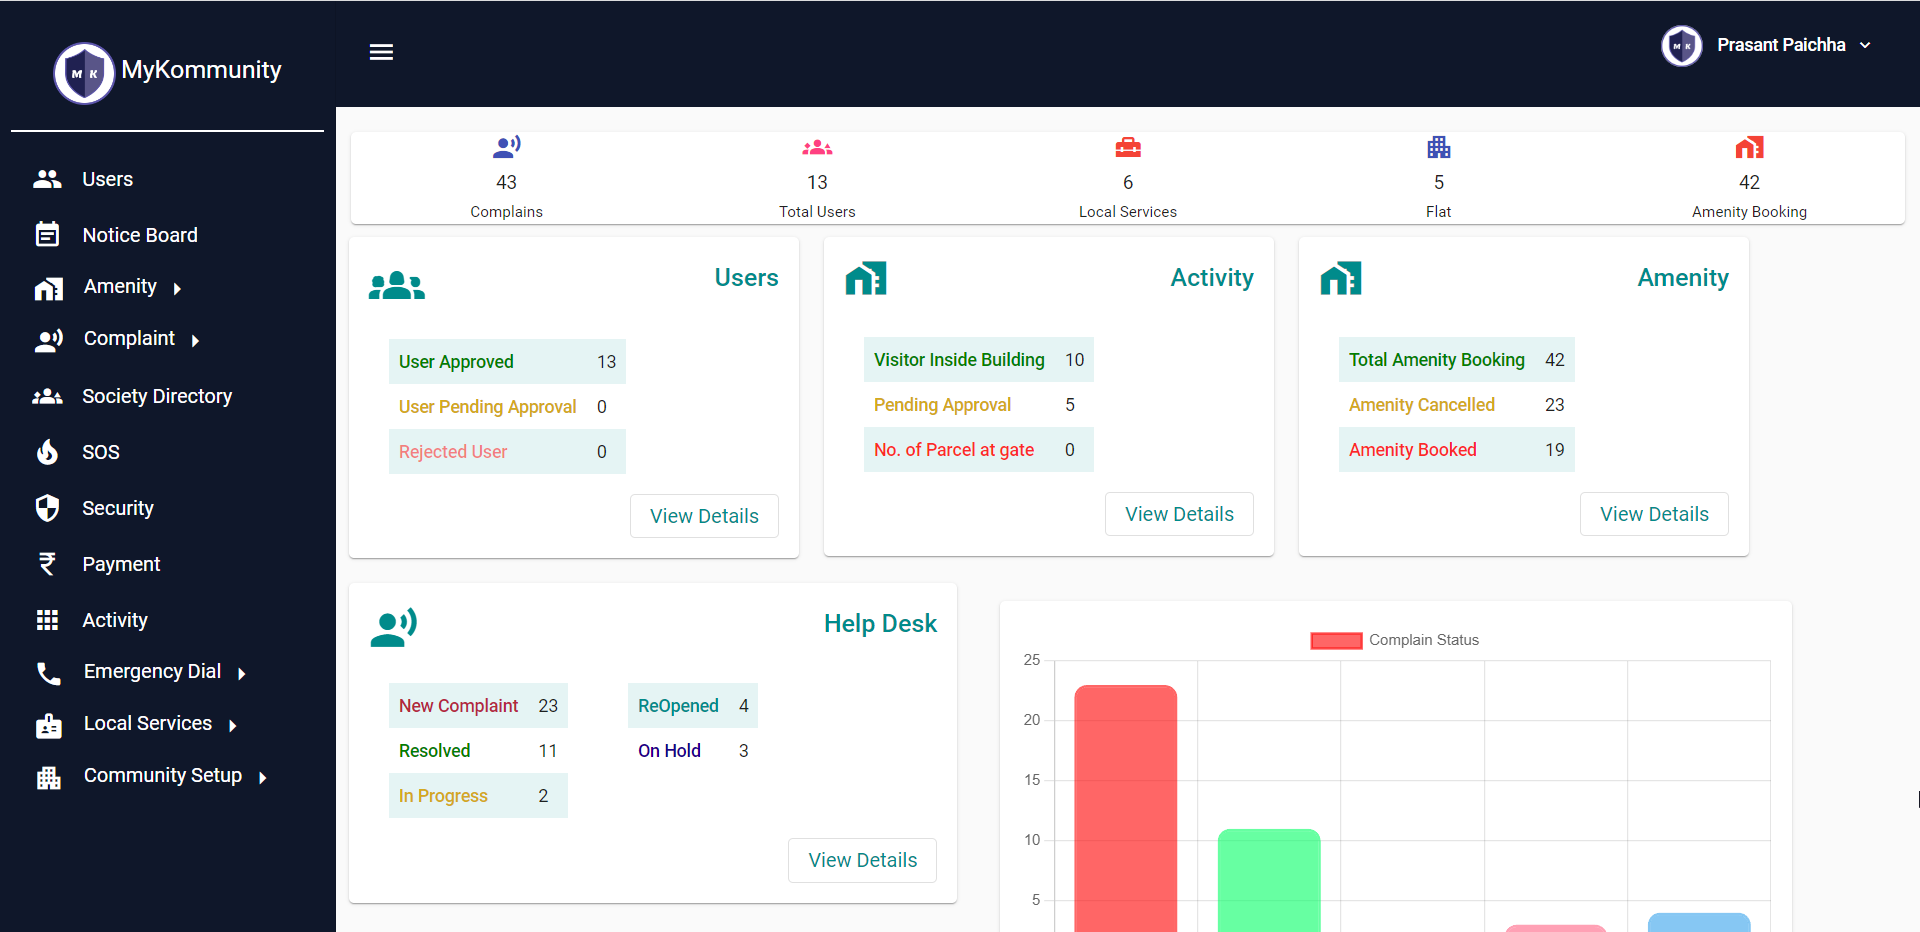 MyKommunity
Prasant Paichha
Users
Notice Board
Amenity
Complaint
Society Directory
SOS
Security
Payment
Activity
Emergency Dial
Local Services
Community Setup
43
Complains
13
Total Users
6
Local Services
5
Flat
42
Amenity Booking
Users
User Approved 13
User Pending Approval 0
Rejected User 0
View Details
Activity
Visitor Inside Building 10
Pending Approval 5
No. of Parcel at gate 0
View Details
Amenity
Total Amenity Booking 42
Amenity Cancelled 23
Amenity Booked 19
View Details
Help Desk
New Complaint 23
Resolved 11
In Progress 2
ReOpened 4
On Hold 3
View Details
Complain Status
25
20
15
10
5
M K
M K